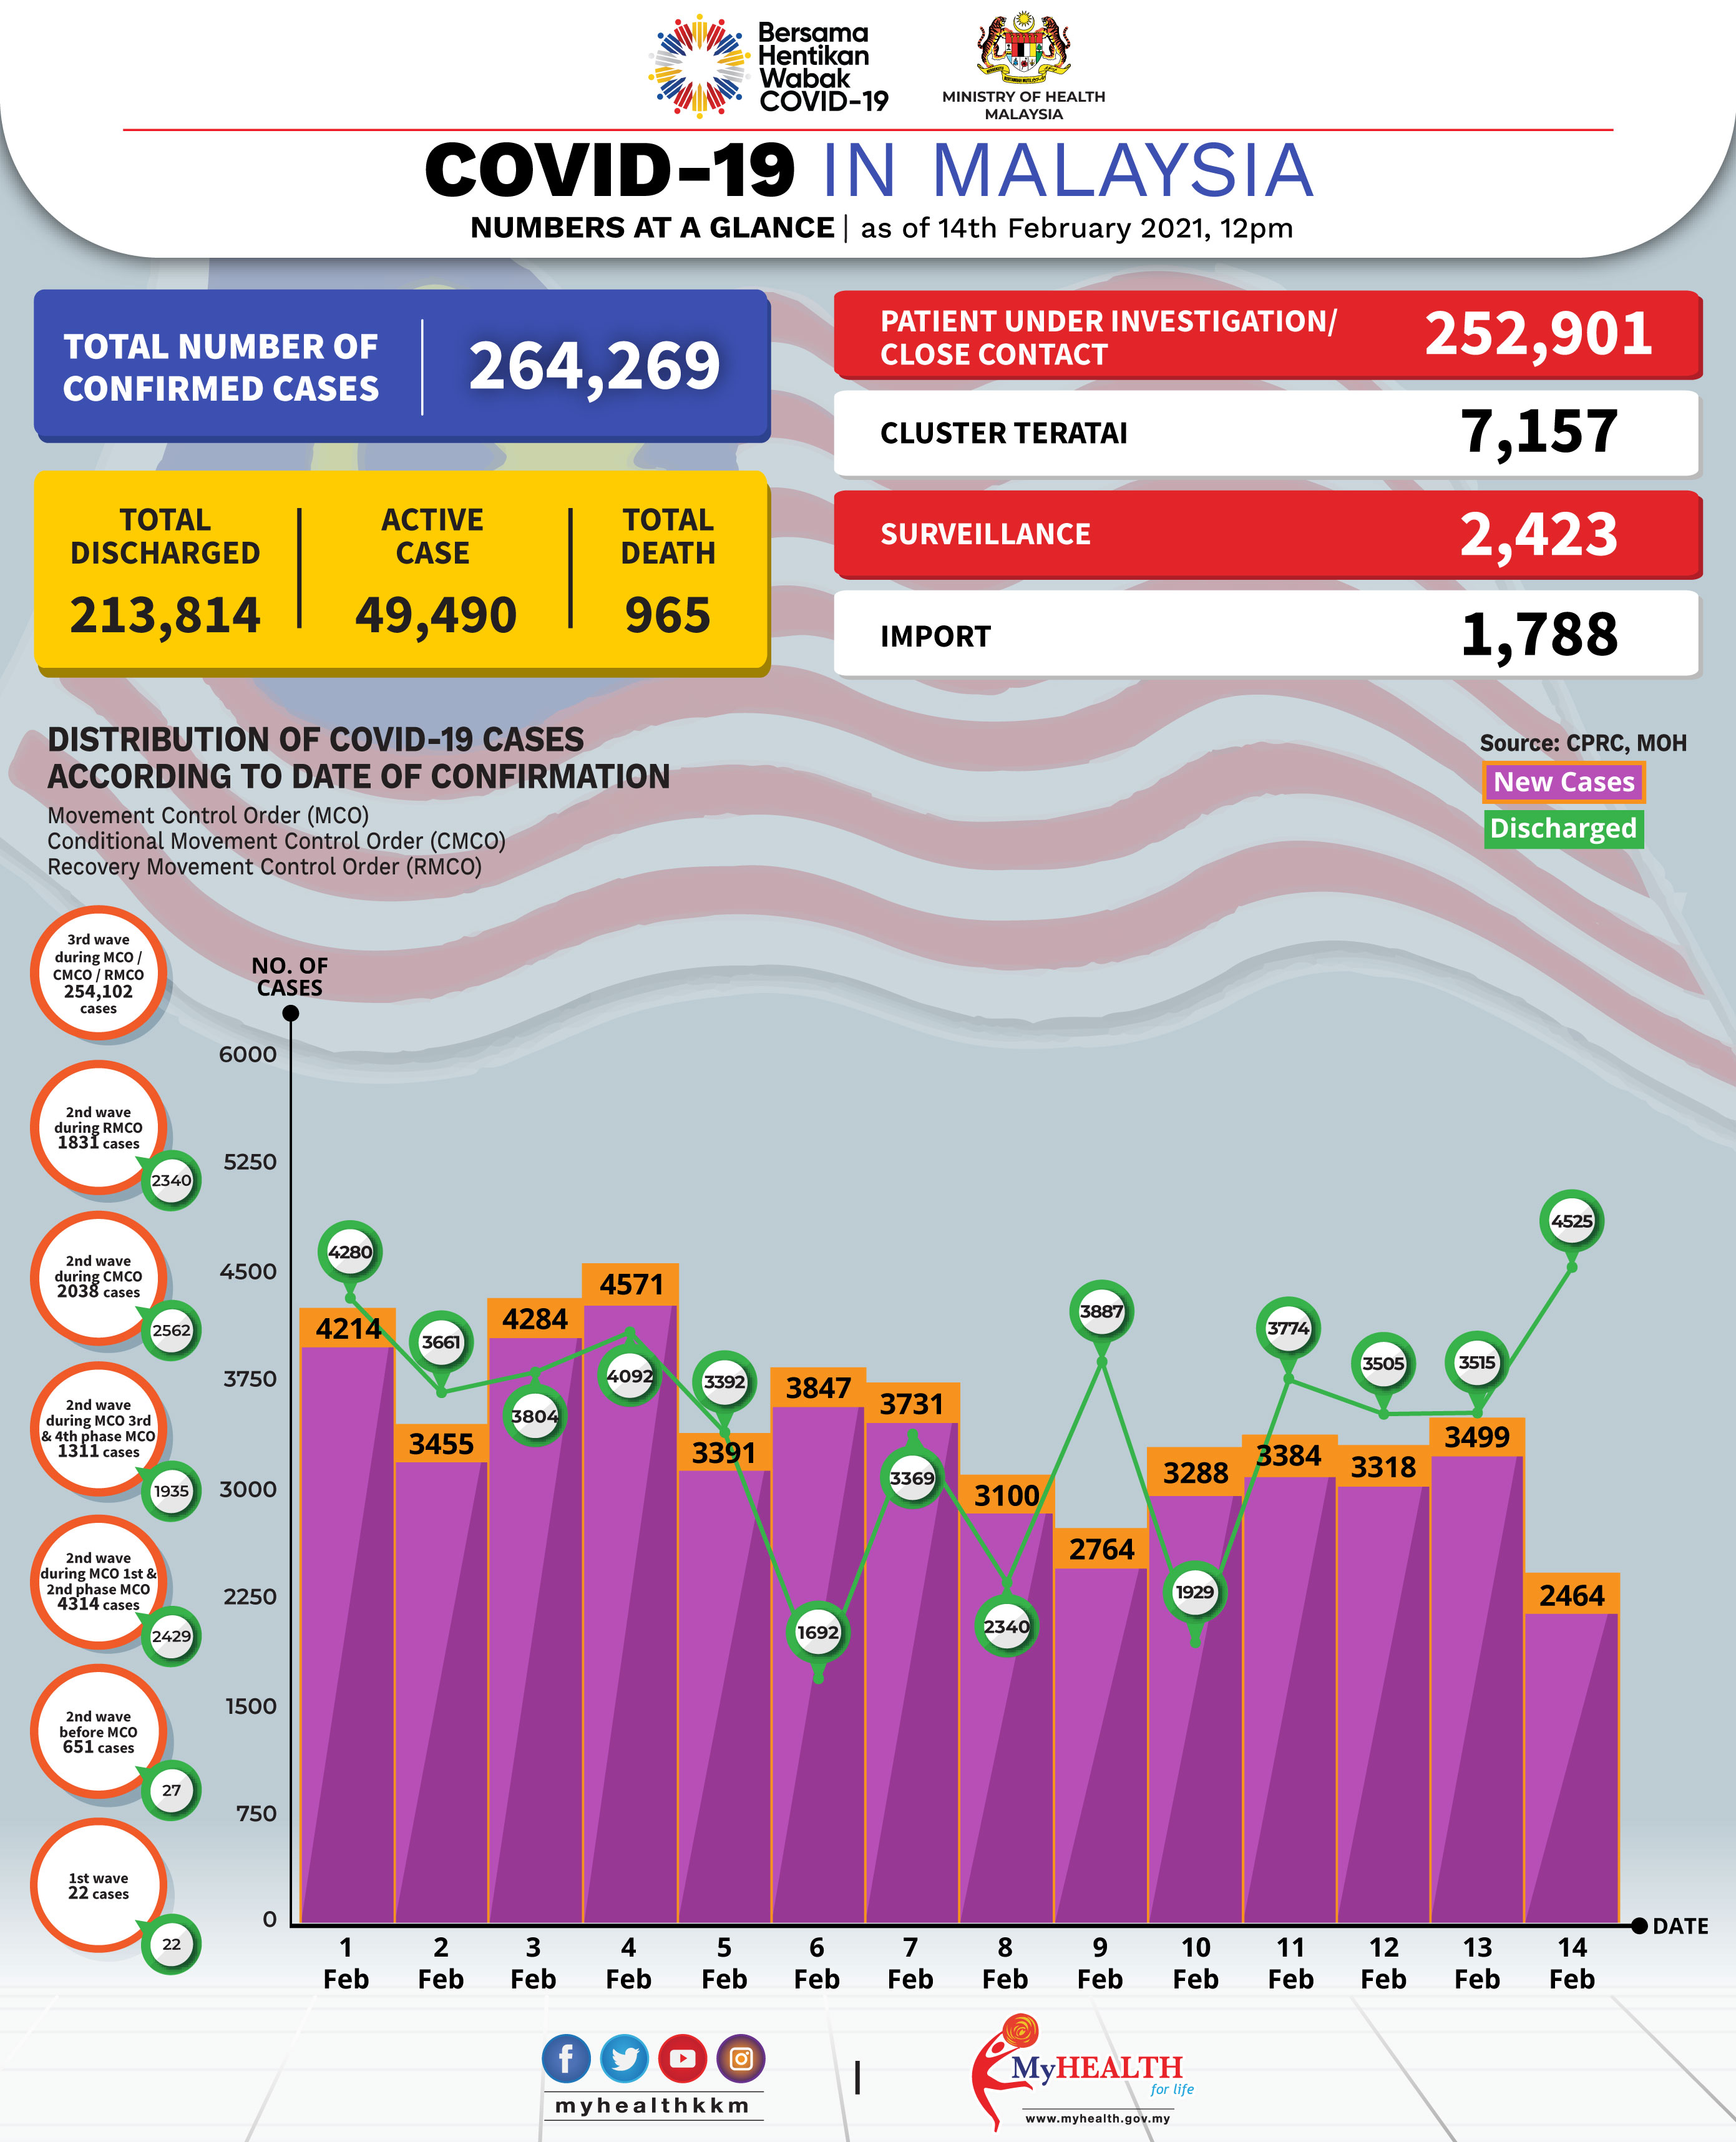 Bersama
Hentikan
Wabak
COVID-19
MINISTRY OF HEALTH
MALAYSIA
COVID-19 IN MALAYSIA
NUMBERS AT A GLANCE | as of 14th February 2021, 12pm
TOTAL NUMBER OF
CONFIRMED CASES
264,269
TOTAL
DISCHARGED
213,814
ACTIVE
CASE
49,490
TOTAL
DEATH
965
PATIENT UNDER INVESTIGATION/
CLOSE CONTACT
252,901
CLUSTER TERATAI
7,157
SURVEILLANCE
2,423
IMPORT
1,788
DISTRIBUTION OF COVID-19 CASES
ACCORDING TO DATE OF CONFIRMATION
Movement Control Order (MCO)
Conditional Movement Control Order (CMCO)
Recovery Movement Control Order (RMCO)
Source: CPRC, MOH
New Cases
Discharged
3rd wave
during MCO /
CMCO / RMCO
254,102
cases
2nd wave
during RMCO
1831 cases
2340
2nd wave
during CMCO
2038 cases
2562
2nd wave
during MCO 3rd
& 4th phase MCO
1311 cases
1935
2nd wave
during MCO 1st &
2nd phase MCO
4314 cases
2429
2nd wave
before MCO
651 cases
27
1st wave
22 cases
22
NO. OF
CASES
6000
5250
4500
3750
3000
2250
1500
750
0
4280
3661
3804
4092
3392
1692
3369
2340
3887
1929
3774
3505
3515
4525
4214
3455
4284
4571
3391
3847
3731
3100
2764
3288
3384
3318
3499
2464
DATE
1
Feb
2
Feb
3
Feb
4
Feb
5
Feb
6
Feb
7
Feb
8
Feb
9
Feb
10
Feb
11
Feb
12
Feb
13
Feb
14
Feb
myhealthkkm
MyHEALTH
for life
www.myhealth.gov.my